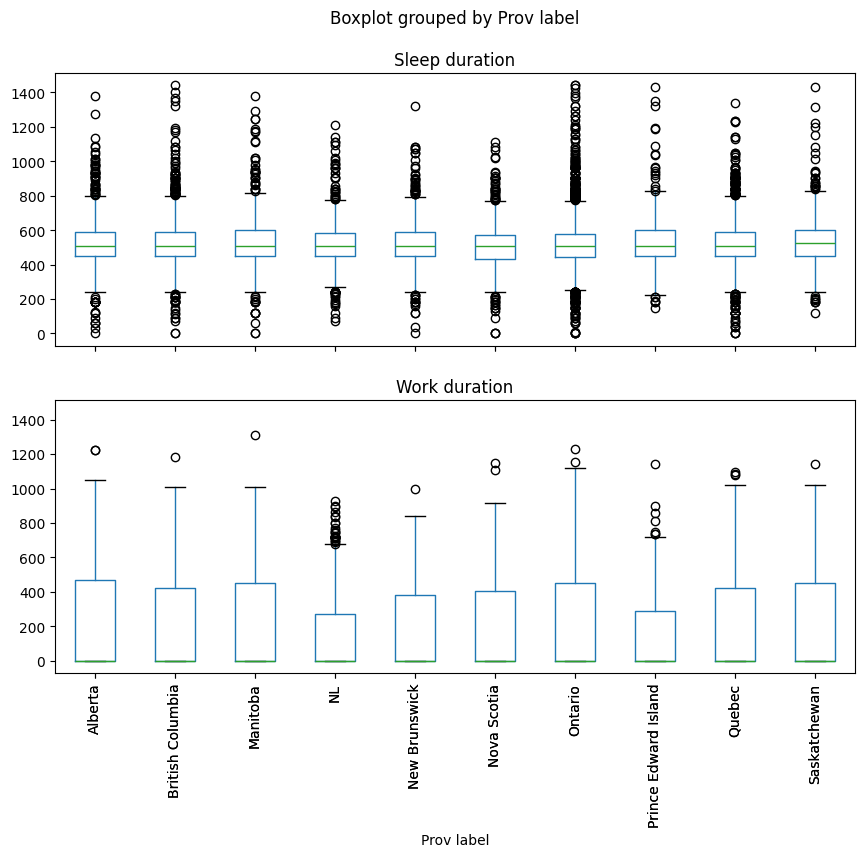 Boxplot grouped by Prov label
Sleep duration
1400
1200
1000
800
600
400
200
0
Work duration
1400
1200
1000
800
600
400
200
0
Alberta
British Columbia
Manitoba
NL
New Brunswick
Nova Scotia
Ontario
Prince Edward Island
Quebec
Saskatchewan
Prov label